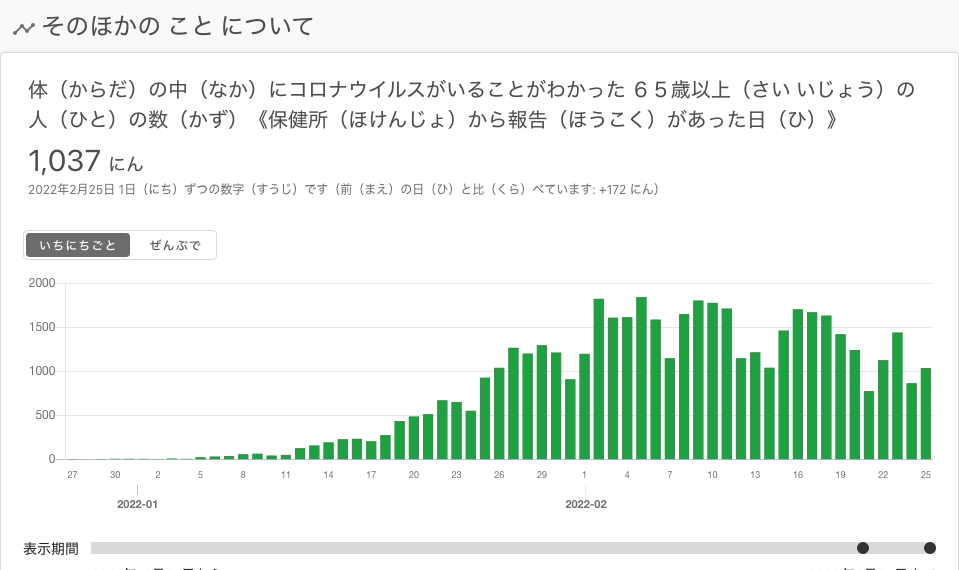 そのほかの こと について
体（からだ）の中（なか）にコロナウイルスがいることがわかった ６５歳以上（さい いじょう）の
人（ひと）の数（かず）《保健所（ほけんじょ）から報告（ほうこく）があった日（ひ）》
1,037 にん
2022年2月25日 1日（にち）ずつの数字（すうじ）です（前（まえ）の日（ひ）と比（くら）べています: +172 にん）
いちにちごと ぜんぶで
2000
1500
1000
500
0
27 30 2 5 8 11 14 17 20 23 26 29 1 4 7 10 13 16 19 22 25
2022-01 2022-02
表示期間